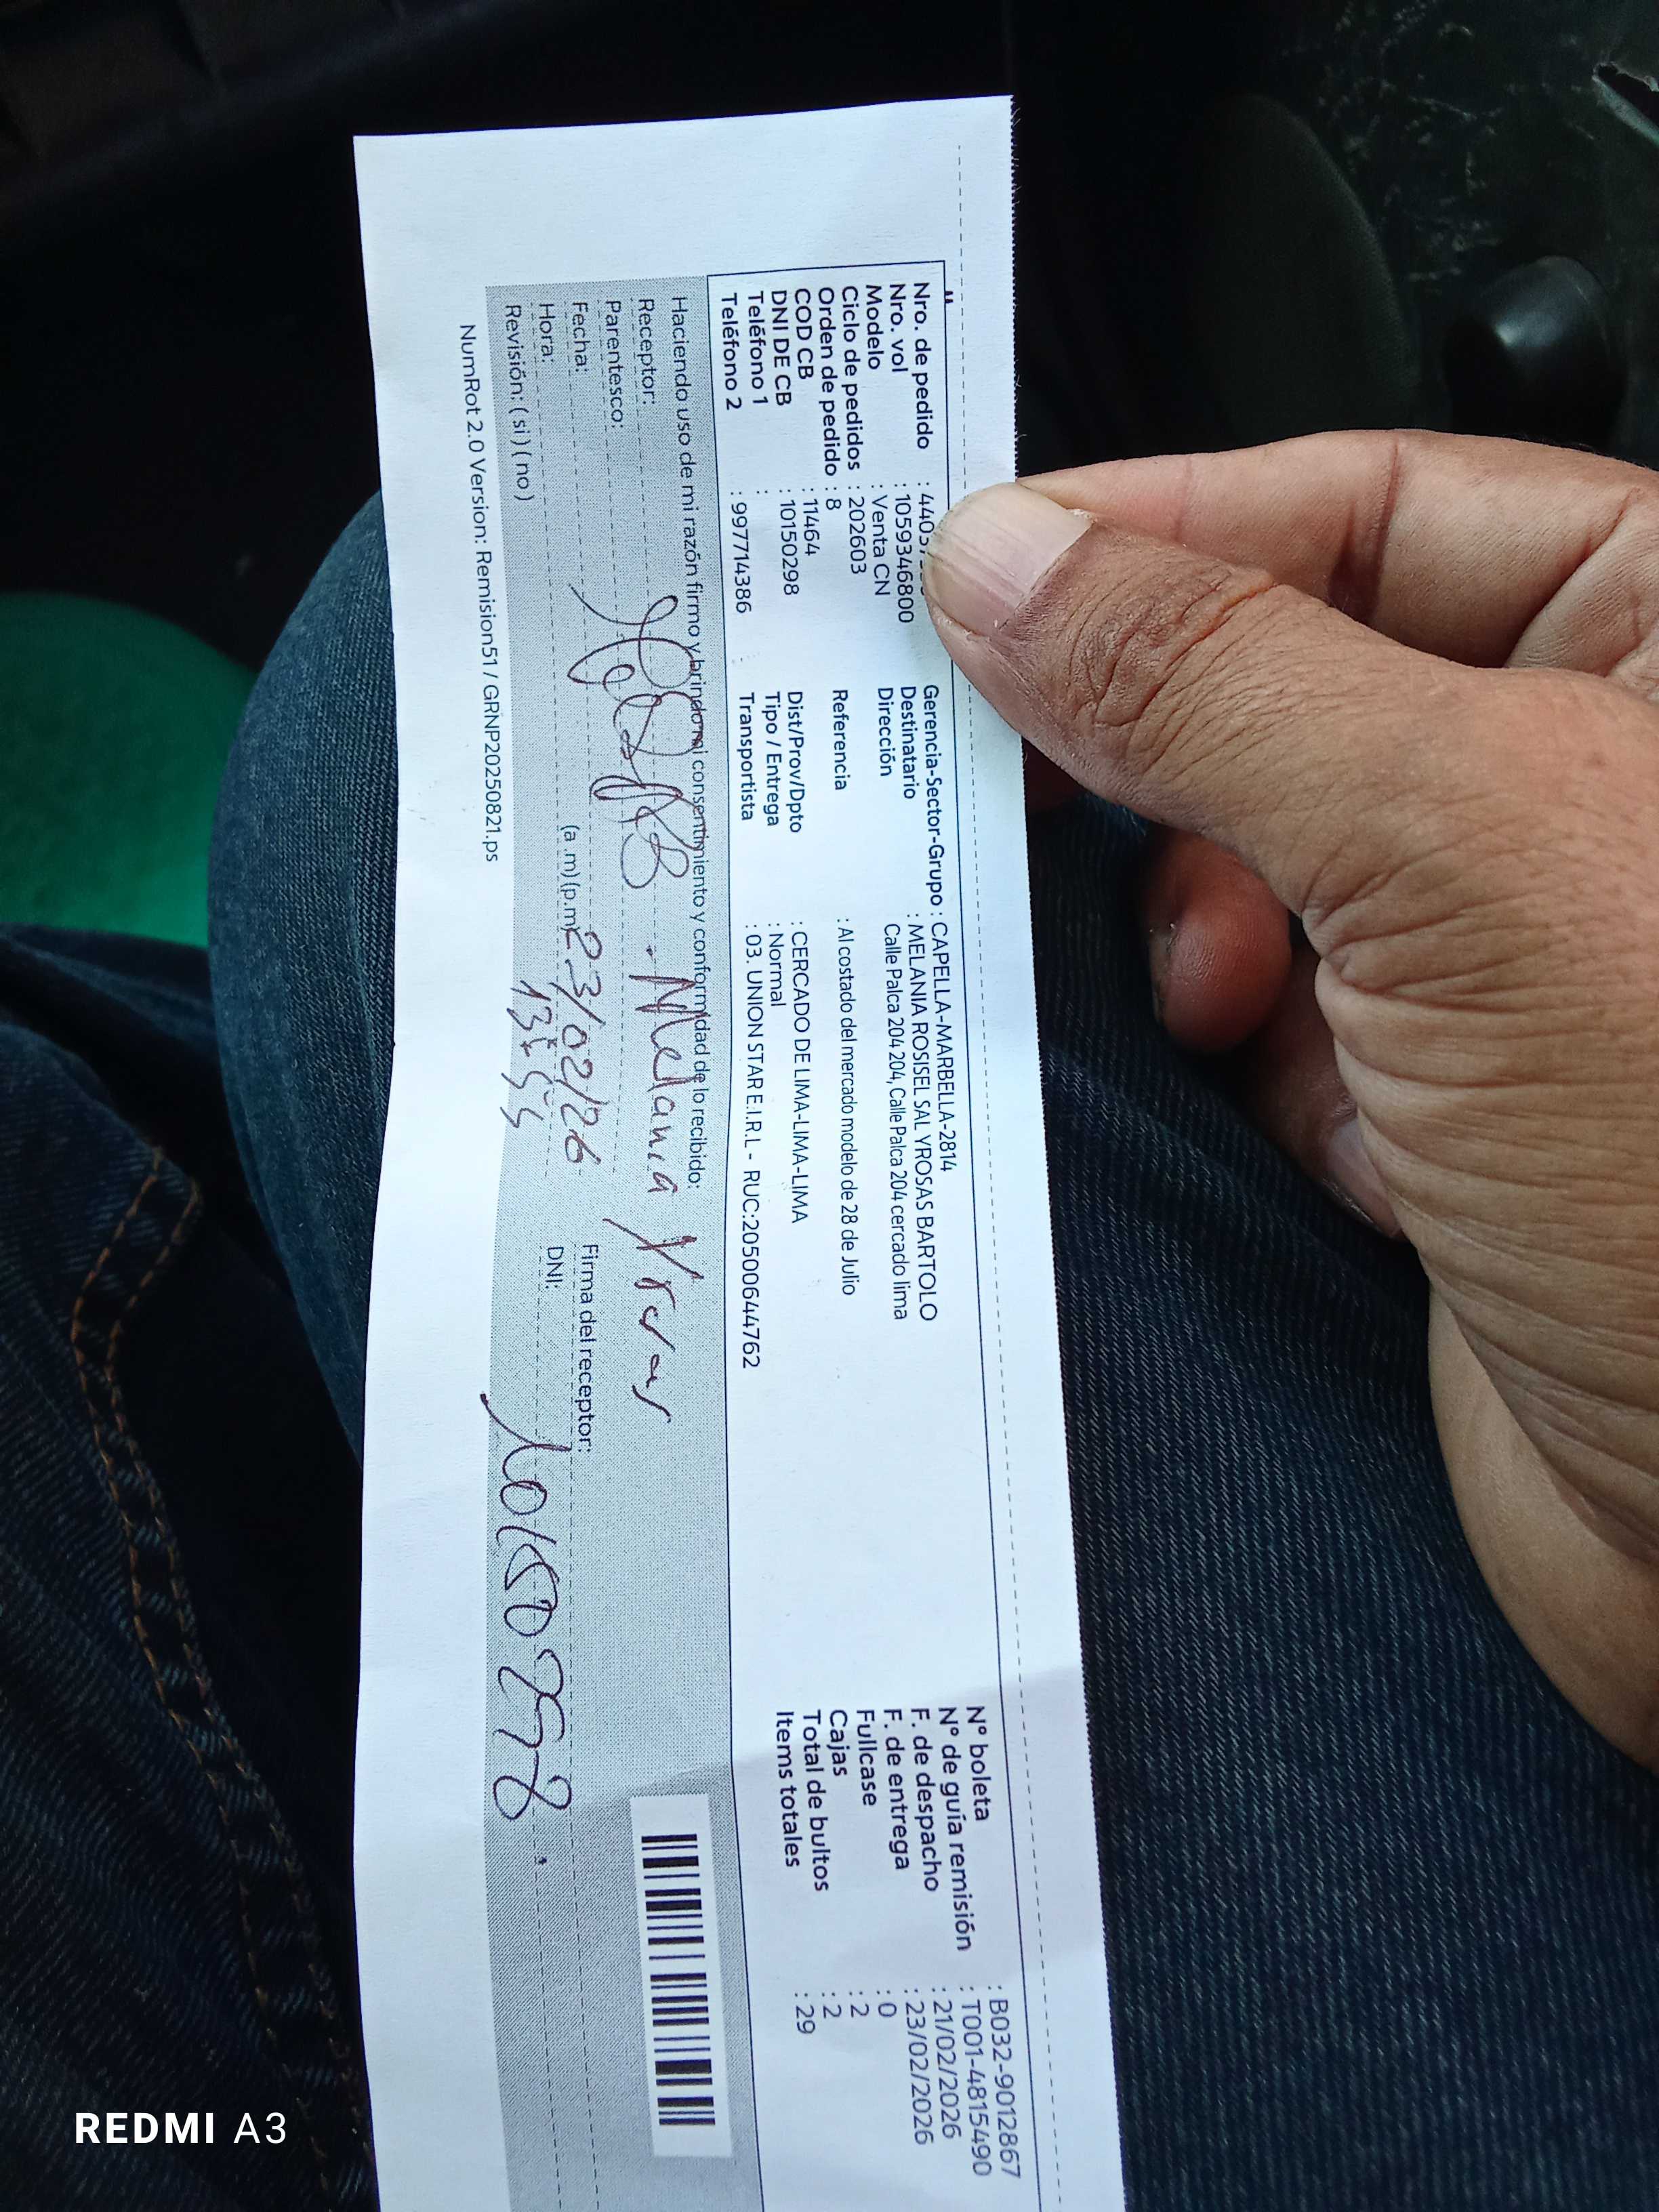 Nro. de pedido : 4403
Nro. vol : 1059346800
Modelo : Venta CN
Ciclo de pedidos : 202603
Orden de pedido : 8
COD CB : 11464
DNI DE CB : 10150298
Teléfono 1 :
Teléfono 2 : 997714386
Gerencia-Sector-Grupo : CAPELLA-MARBELLA-2814
Destinatario : MELANIA ROSISEL SAL YROSAS BARTOLO
Dirección Calle Palca 204 204, Calle Palca 204 cercado lima
Referencia : Al costado del mercado modelo de 28 de Julio
Dist/Prov/Dpto : CERCADO DE LIMA-LIMA-LIMA
Tipo / Entrega : Normal
Transportista : 03. UNION STAR E.I.R.L - RUC:20500644762
N° boleta : B032-9012867
N° de guía remisión : T001-4815490
F. de despacho : 21/02/2026
F. de entrega : 23/02/2026
Fullcase : 0
Cajas : 2
Total de bultos : 2
Items totales : 29
Haciendo uso de mi razón firmo y brindo mi consentimiento y conformidad de lo recibido:
Receptor: Melania
Parentesco:
Fecha: 23/02/26
Firma del receptor:
Hora: (a .m) (p.m)
DNI:
Revisión: ( si ) ( no )
NumRot 2.0 Version: Remision51 / GRNP20250821.ps
REDMI A3